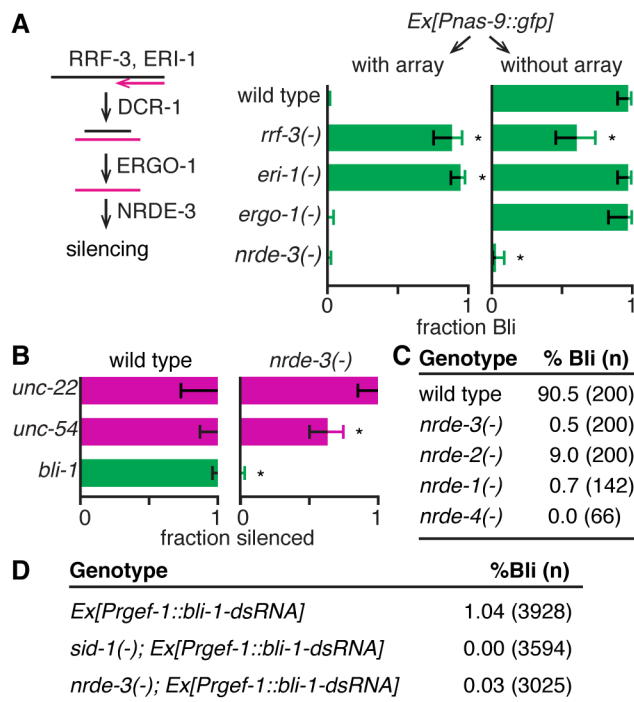 A
Ex[Pnas-9::gfp]
RRF-3, ERI-1
DCR-1
ERGO-1
NRDE-3
silencing
with array
without array
wild type
rrf-3(-)
*
*
eri-1(-)
*
ergo-1(-)
nrde-3(-)
*
0
1
0
1
fraction Bli
B
wild type
nrde-3(-)
unc-22
unc-54
*
bli-1
*
0
1
0
1
fraction silenced
C
Genotype % Bli (n)
wild type 90.5 (200)
nrde-3(-) 0.5 (200)
nrde-2(-) 9.0 (200)
nrde-1(-) 0.7 (142)
nrde-4(-) 0.0 (66)
D
Genotype %Bli (n)
Ex[Prgef-1::bli-1-dsRNA] 1.04 (3928)
sid-1(-); Ex[Prgef-1::bli-1-dsRNA] 0.00 (3594)
nrde-3(-); Ex[Prgef-1::bli-1-dsRNA] 0.03 (3025)